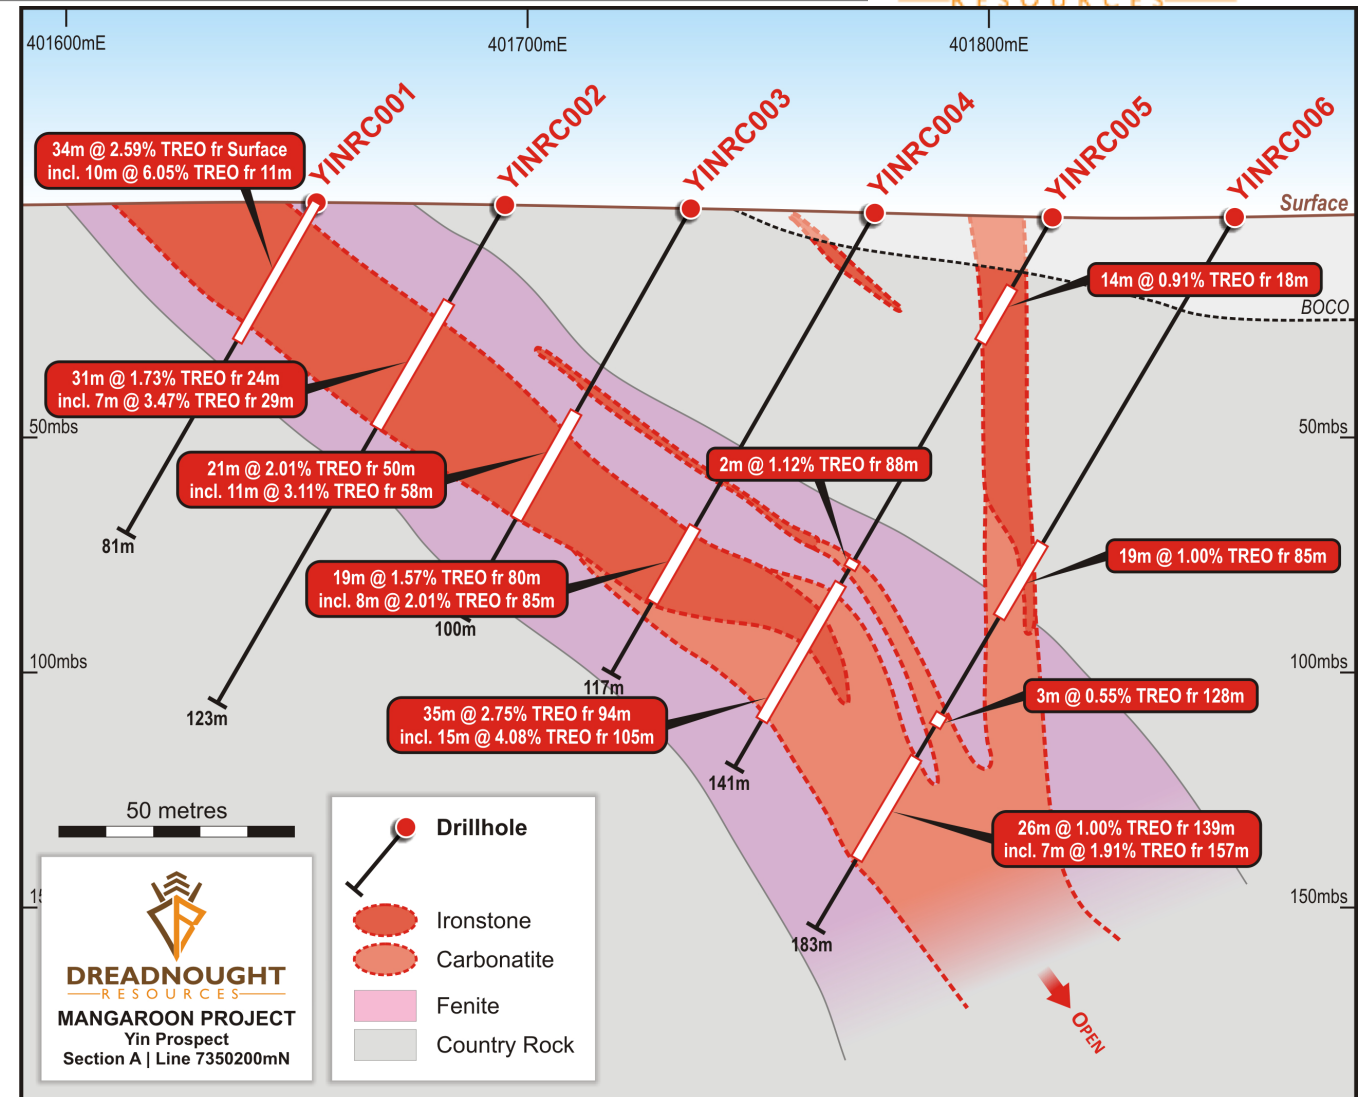 RESOURCES
401600mE
401700mE
401800mE
YINRC001
YINRC002
YINRC003
YINRC004
YINRC005
YINRC006
Surface
34m @ 2.59% TREO fr Surface
incl. 10m @ 6.05% TREO fr 11m
14m @ 0.91% TREO fr 18m
BOCO
31m @ 1.73% TREO fr 24m
incl. 7m @ 3.47% TREO fr 29m
50mbs
50mbs
21m @ 2.01% TREO fr 50m
incl. 11m @ 3.11% TREO fr 58m
2m @ 1.12% TREO fr 88m
81m
19m @ 1.00% TREO fr 85m
19m @ 1.57% TREO fr 80m
incl. 8m @ 2.01% TREO fr 85m
100m
100mbs
100mbs
117m
3m @ 0.55% TREO fr 128m
123m
35m @ 2.75% TREO fr 94m
incl. 15m @ 4.08% TREO fr 105m
141m
50 metres
26m @ 1.00% TREO fr 139m
incl. 7m @ 1.91% TREO fr 157m
150mbs
183m
Drillhole
Ironstone
Carbonatite
Fenite
Country Rock
DREADNOUGHT
RESOURCES
MANGAROON PROJECT
Yin Prospect
Section A | Line 7350200mN
OPEN